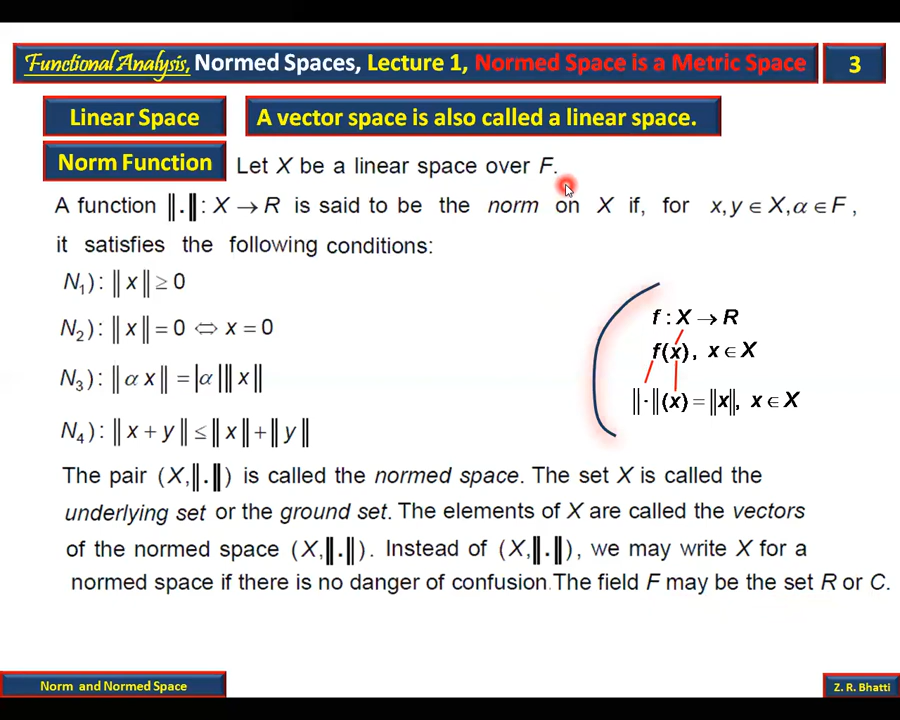 Functional Analysis, Normed Spaces, Lecture 1, Normed Space is a Metric Space 3
Linear Space A vector space is also called a linear space.
Norm Function Let X be a linear space over F.
A function ‖.‖: X → R is said to be the norm on X if, for x, y ∈ X, α ∈ F,
it satisfies the following conditions:
N₁): ‖x‖ ≥ 0
N₂): ‖x‖ = 0 ⇔ x = 0
N₃): ‖α x‖ = |α|‖x‖
N₄): ‖x + y‖ ≤ ‖x‖ + ‖y‖
f : X → R
f(x), x ∈ X
‖·‖(x) = ‖x‖, x ∈ X
The pair (X,‖.‖) is called the normed space. The set X is called the
underlying set or the ground set. The elements of X are called the vectors
of the normed space (X,‖.‖). Instead of (X,‖.‖), we may write X for a
normed space if there is no danger of confusion.The field F may be the set R or C.
Norm and Normed Space Z. R. Bhatti